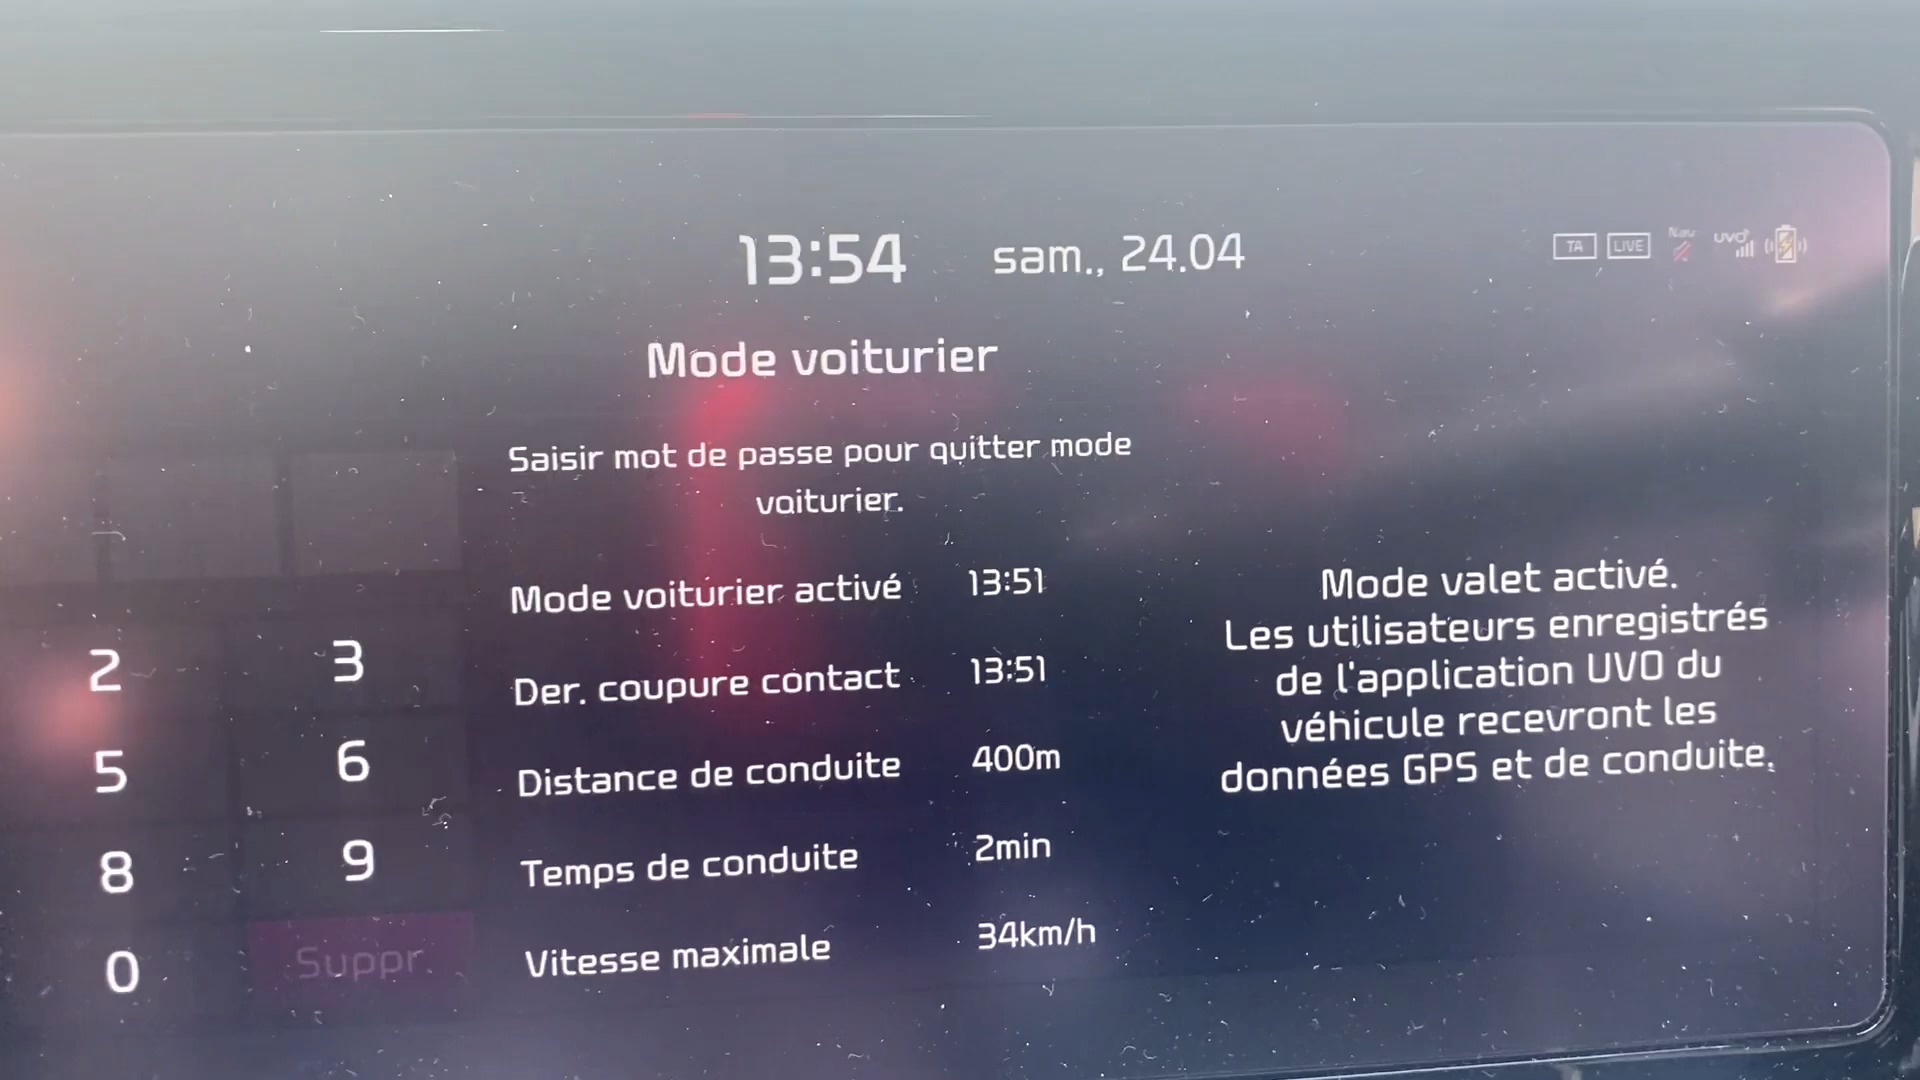 13:54 sam., 24.04
TA LIVE Nav UVO
Mode voiturier
Saisir mot de passe pour quitter mode
voiturier.
Mode voiturier activé 13:51
Der. coupure contact 13:51
Distance de conduite 400m
Temps de conduite 2min
Vitesse maximale 34km/h
2 3
5 6
8 9
0 Suppr.
Mode valet activé.
Les utilisateurs enregistrés
de l'application UVO du
véhicule recevront les
données GPS et de conduite.